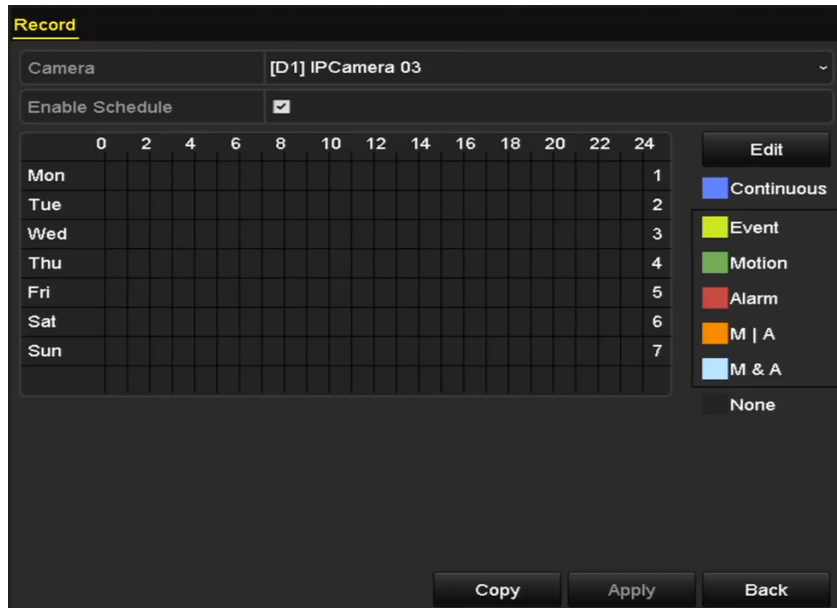 Record
Camera [D1] IPCamera 03
Enable Schedule
0 2 4 6 8 10 12 14 16 18 20 22 24
Edit
Mon 1
Continuous
Tue 2
Event
Wed 3
Thu 4
Motion
Fri 5
Alarm
Sat 6
M | A
Sun 7
M & A
None
Copy Apply Back